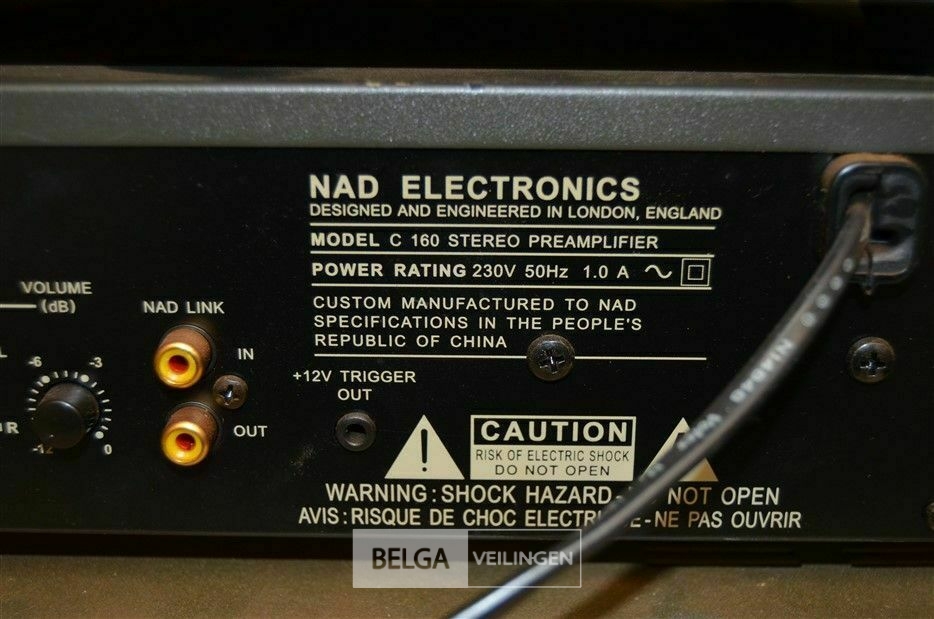 NAD ELECTRONICS
DESIGNED AND ENGINEERED IN LONDON, ENGLAND
MODEL C 160 STEREO PREAMPLIFIER
POWER RATING 230V 50Hz 1.0 A
CUSTOM MANUFACTURED TO NAD
SPECIFICATIONS IN THE PEOPLE'S
REPUBLIC OF CHINA
VOLUME
(dB)
-6 -3
-12 0
R
NAD LINK
IN
OUT
+12V TRIGGER
OUT
!
CAUTION
RISK OF ELECTRIC SHOCK
DO NOT OPEN
WARNING : SHOCK HAZARD - NOT OPEN
AVIS : RISQUE DE CHOC - NE PAS OUVRIR
BELGA VEILINGEN